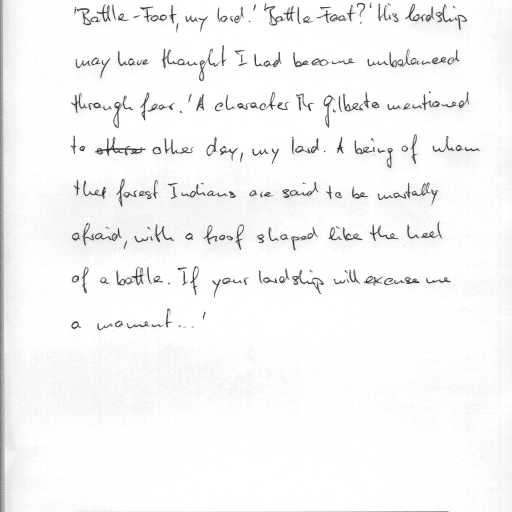 'Bottle-Foot, my lord.' 'Bottle-Foot?' His lordship
may have thought I had become unbalanced
through fear. 'A character Mr Gilberto mentioned
to other day, my lord. A being of whom
the forest Indians are said to be mortally
afraid, with a hoof shaped like the heel
of a bottle. If your lordship will excuse me
a moment...'